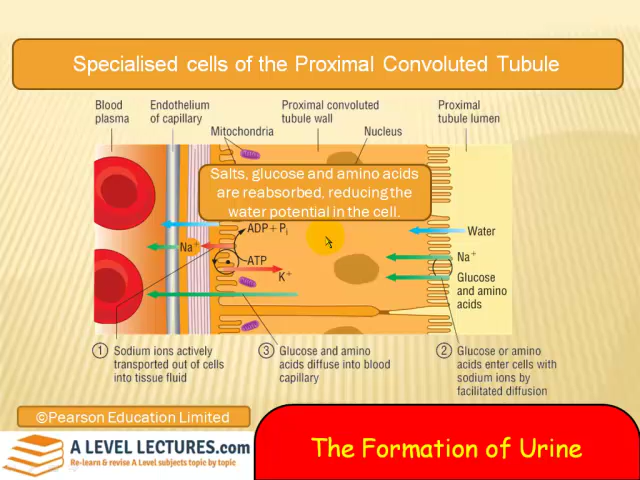 Specialised cells of the Proximal Convoluted Tubule
Blood
plasma
Endothelium
of capillary
Mitochondria
Proximal convoluted
tubule wall
Nucleus
Proximal
tubule lumen
Salts, glucose and amino acids
are reabsorbed, reducing the
water potential in the cell.
ADP + Pi
Na+
ATP
K+
Water
Na+
Glucose
and amino
acids
1 Sodium ions actively
transported out of cells
into tissue fluid
3 Glucose and amino
acids diffuse into blood
capillary
2 Glucose or amino
acids enter cells with
sodium ions by
facilitated diffusion
©Pearson Education Limited
A LEVEL LECTURES.com
Re-learn & revise A Level subjects topic by topic
The Formation of Urine